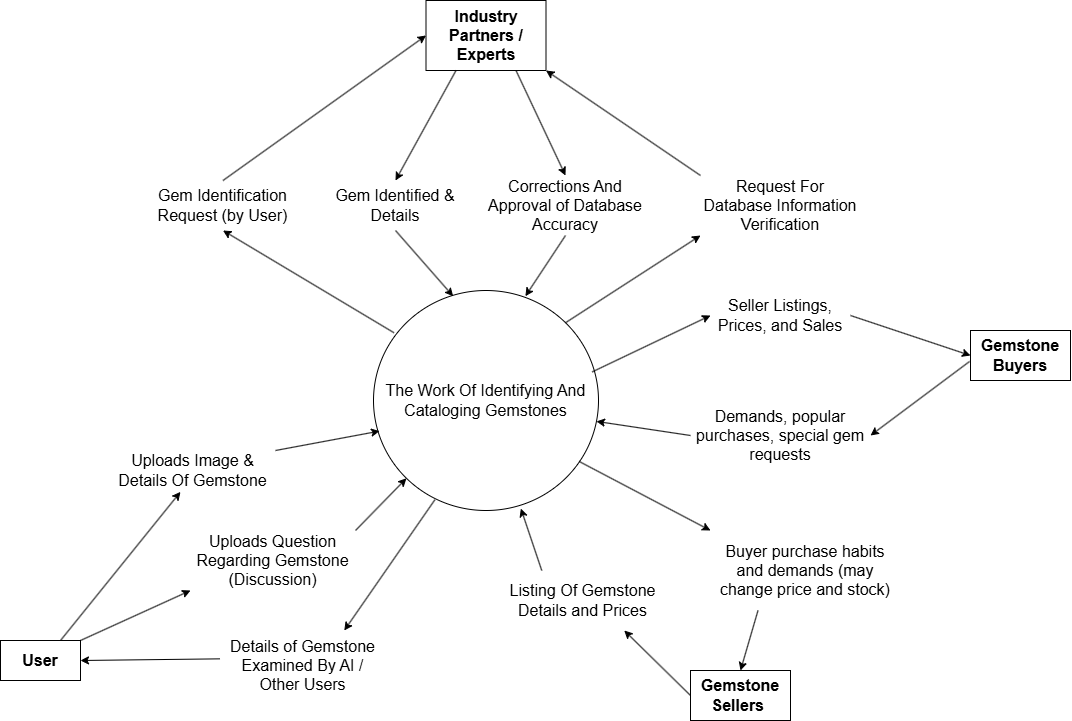 Industry
Partners /
Experts
Gem Identification
Request (by User)
Gem Identified &
Details
Corrections And
Approval of Database
Accuracy
Request For
Database Information
Verification
Seller Listings,
Prices, and Sales
Gemstone
Buyers
The Work Of Identifying And
Cataloging Gemstones
Demands, popular
purchases, special gem
requests
Uploads Image &
Details Of Gemstone
Uploads Question
Regarding Gemstone
(Discussion)
Buyer purchase habits
and demands (may
change price and stock)
Listing Of Gemstone
Details and Prices
User
Details of Gemstone
Examined By AI /
Other Users
Gemstone
Sellers